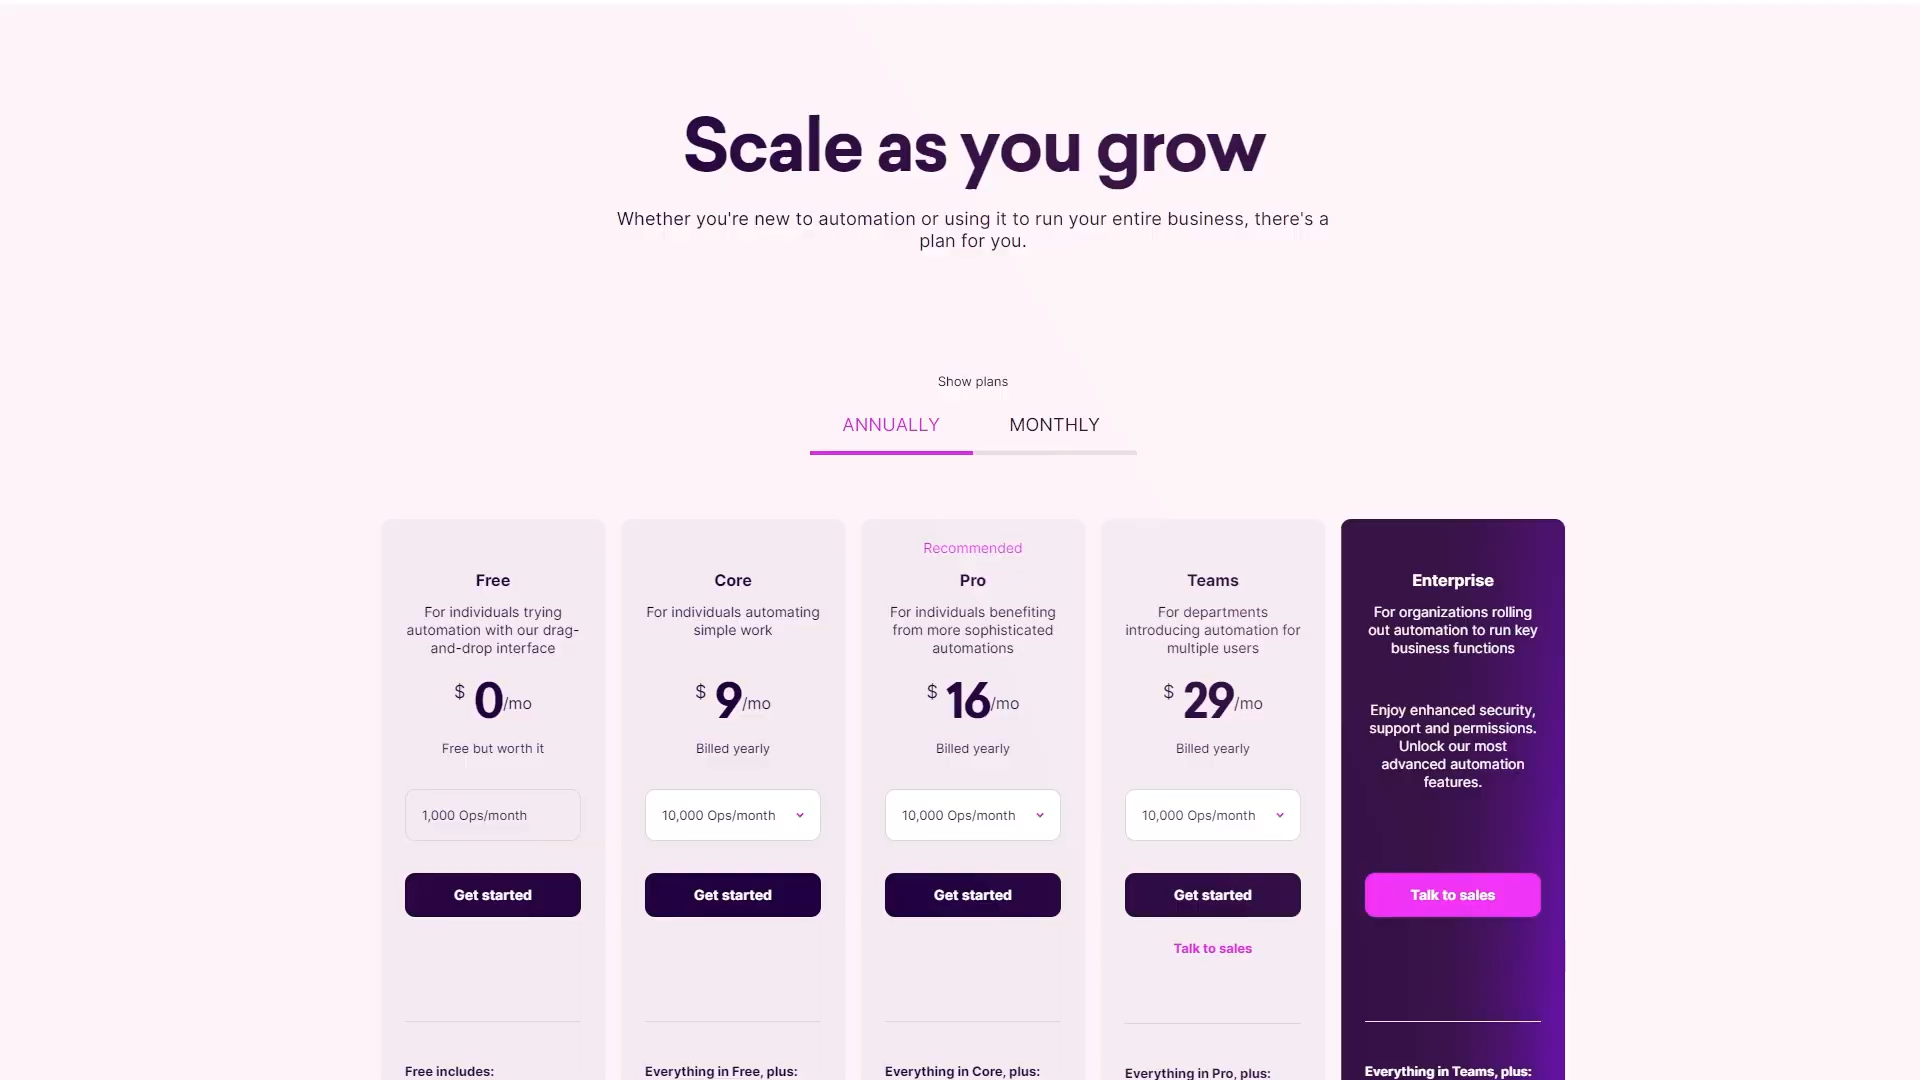 Scale as you grow
Whether you're new to automation or using it to run your entire business, there's a
plan for you.
Show plans
ANNUALLY
MONTHLY
Free
For individuals trying
automation with our drag-
and-drop interface
$ 0/mo
Free but worth it
1,000 Ops/month
Get started
Free includes:
Core
For individuals automating
simple work
$ 9/mo
Billed yearly
10,000 Ops/month
Get started
Everything in Free, plus:
Recommended
Pro
For individuals benefiting
from more sophisticated
automations
$ 16/mo
Billed yearly
10,000 Ops/month
Get started
Everything in Core, plus:
Teams
For departments
introducing automation for
multiple users
$ 29/mo
Billed yearly
10,000 Ops/month
Get started
Talk to sales
Everything in Pro, plus:
Enterprise
For organizations rolling
out automation to run key
business functions
Enjoy enhanced security,
support and permissions.
Unlock our most
advanced automation
features.
Talk to sales
Everything in Teams, plus: